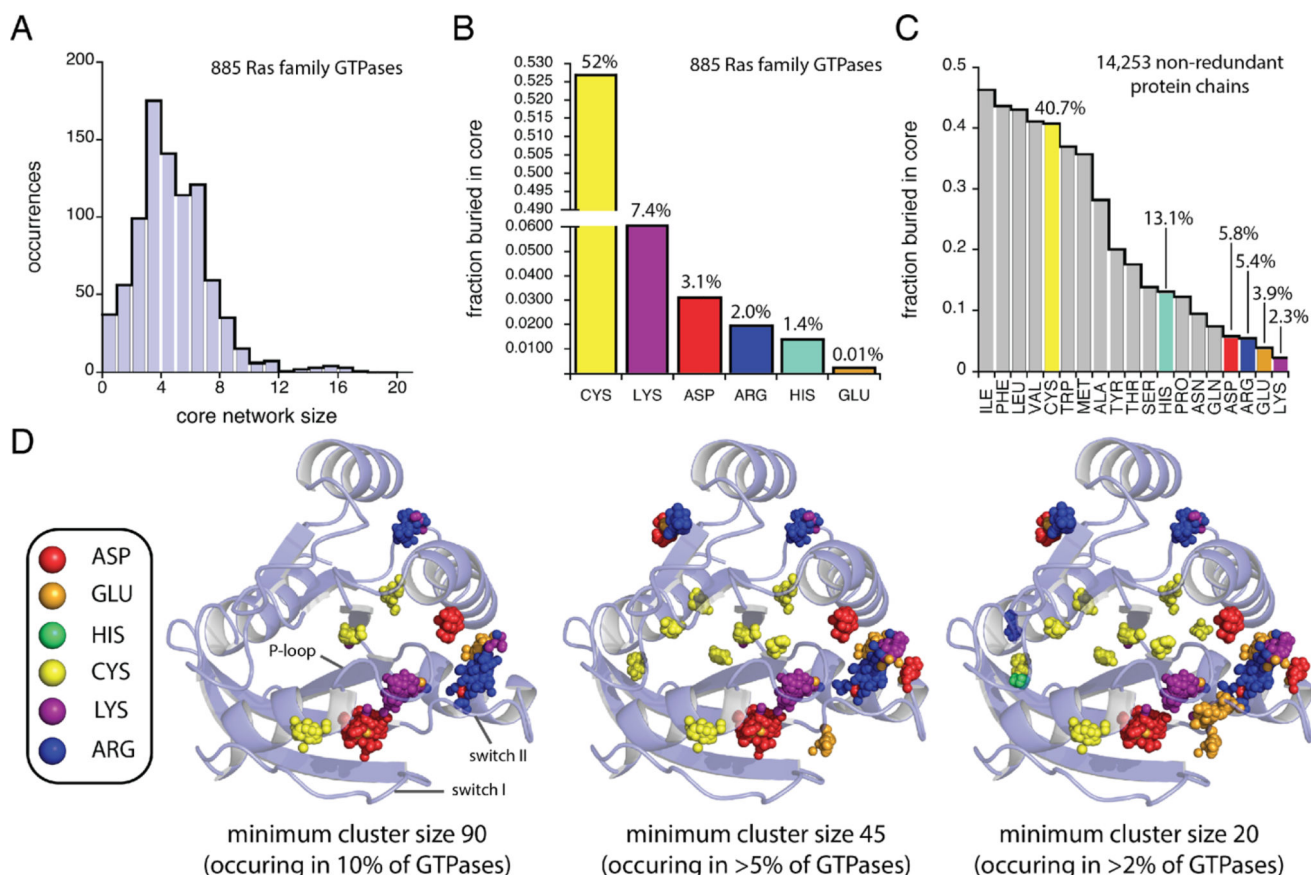 A
885 Ras family GTPases
occurrences
200
150
100
50
0
0 4 8 12 16 20
core network size
B
885 Ras family GTPases
fraction buried in core
0.530
0.525
0.520
0.515
0.510
0.505
0.500
0.495
0.490
0.0600
0.0500
0.0400
0.0300
0.0200
0.0100
52%
7.4%
3.1%
2.0%
1.4%
0.01%
CYS LYS ASP ARG HIS GLU
C
14,253 non-redundant
protein chains
fraction buried in core
0.5
0.4
0.3
0.2
0.1
0
40.7%
13.1%
5.8%
5.4%
3.9%
2.3%
ILE PHE LEU VAL CYS TRP MET ALA TYR THR SER HIS PRO ASN GLN ASP ARG GLU LYS
D
ASP
GLU
HIS
CYS
LYS
ARG
P-loop
switch II
switch I
minimum cluster size 90
(occuring in 10% of GTPases)
minimum cluster size 45
(occuring in >5% of GTPases)
minimum cluster size 20
(occuring in >2% of GTPases)